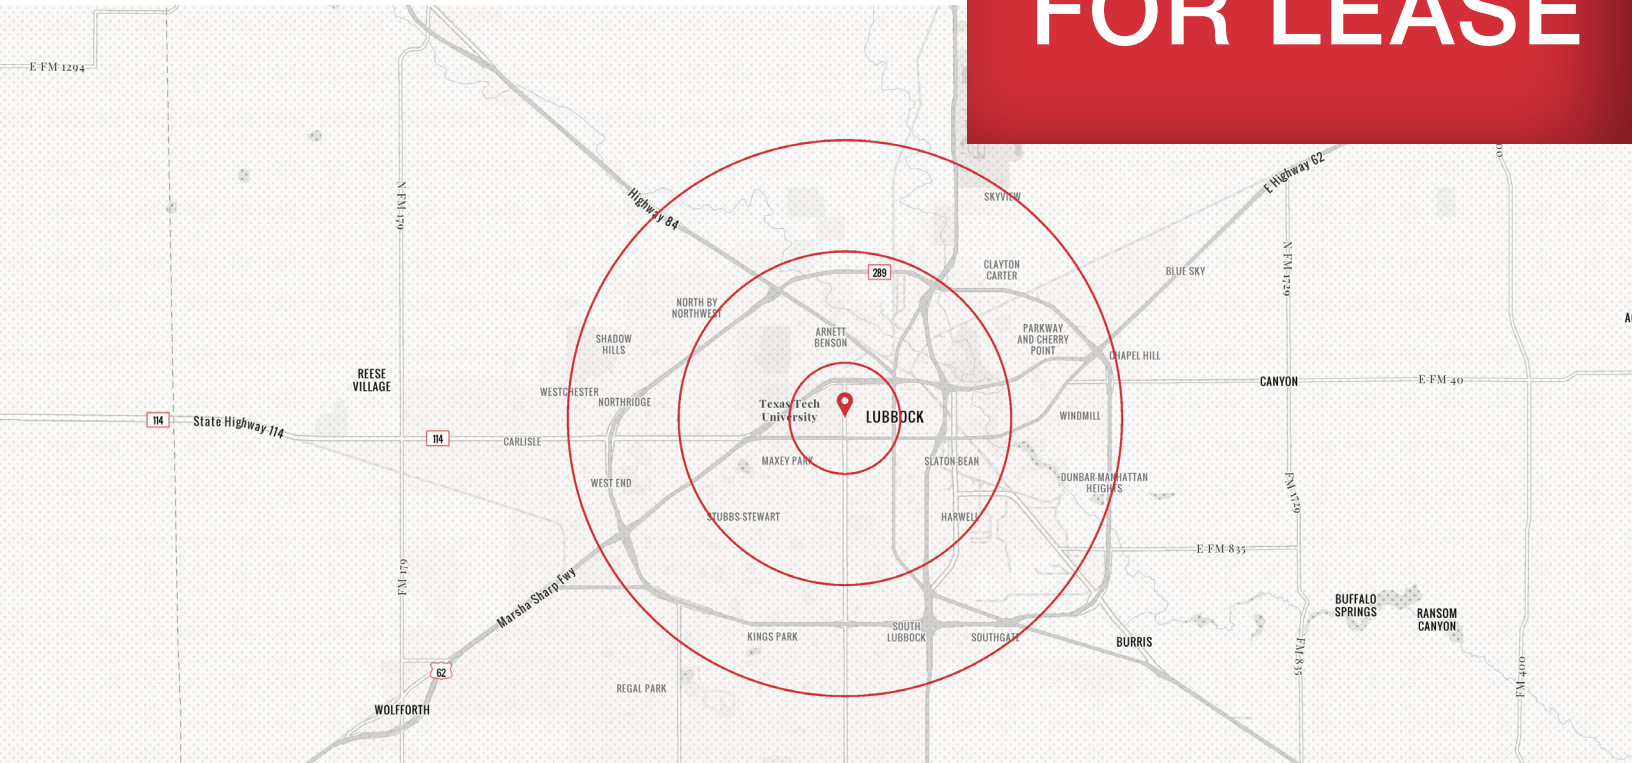 FOR LEASE
E FM 1294
N FM 179
Highway 84
E Highway 62
SKYVIEW
N FM 1729
289
CLAYTON
CARTER
BLUE SKY
NORTH BY
NORTHWEST
ARNETT
BENSON
PARKWAY
AND CHERRY
POINT
SHADOW
HILLS
CHAPEL HILL
REESE
VILLAGE
CANYON
E FM 40
WESTCHESTER
NORTHRIDGE
Texas Tech
University
LUBBOCK
WINDMILL
114
State Highway 114
114
CARLISLE
MAXEY PARK
SLATON-BEAN
WEST END
DUNBAR-MANHATTAN
HEIGHTS
FM 1729
STUBBS-STEWART
HARWELL
E FM 835
FM 179
Marsha Sharp Fwy
BUFFALO
SPRINGS
RANSOM
CANYON
KINGS PARK
SOUTH
LUBBOCK
SOUTHGATE
BURRIS
FM 835
FM 400
62
REGAL PARK
WOLFFORTH